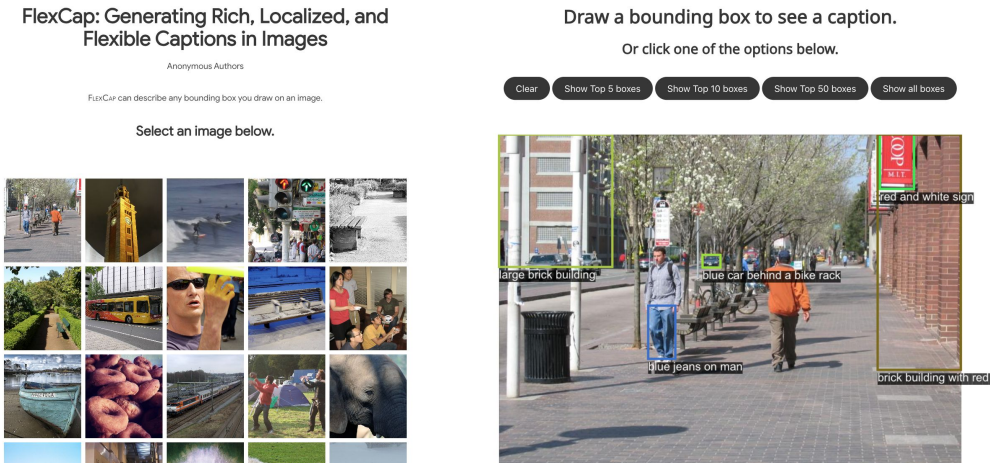 FlexCap: Generating Rich, Localized, and
Flexible Captions in Images
Anonymous Authors
FLEXCAP can describe any bounding box you draw on an image.
Select an image below.
Draw a bounding box to see a caption.
Or click one of the options below.
Clear
Show Top 5 boxes
Show Top 10 boxes
Show Top 50 boxes
Show all boxes
COOP
M.I.T.
red and white sign
large brick building
blue car behind a bike rack
blue jeans on man
brick building with red